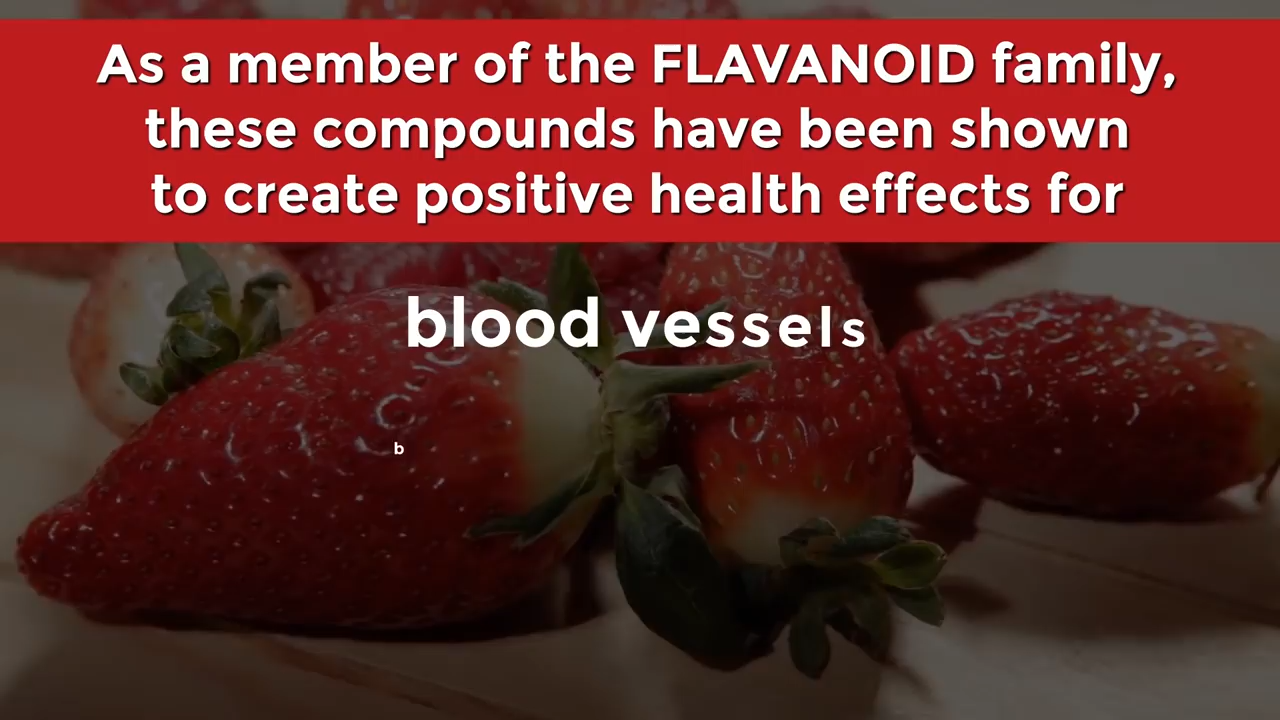 As a member of the FLAVANOID family,
these compounds have been shown
to create positive health effects for
blood vessels
b